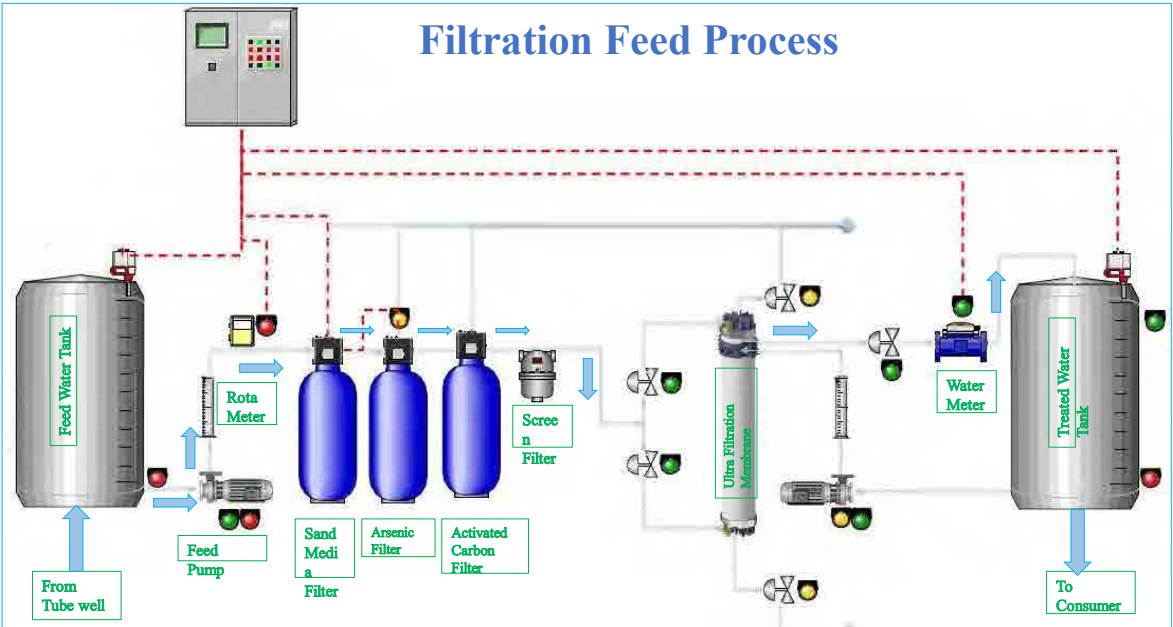 Filtration Feed Process
Feed Water Tank
Rota
Meter
Feed
Pump
From
Tube well
Sand
Medi
a
Filter
Arsenic
Filter
Activated
Carbon
Filter
Scree
n
Filter
Ultra Filtration
Membrane
Water
Meter
Treated Water
Tank
To
Consumer